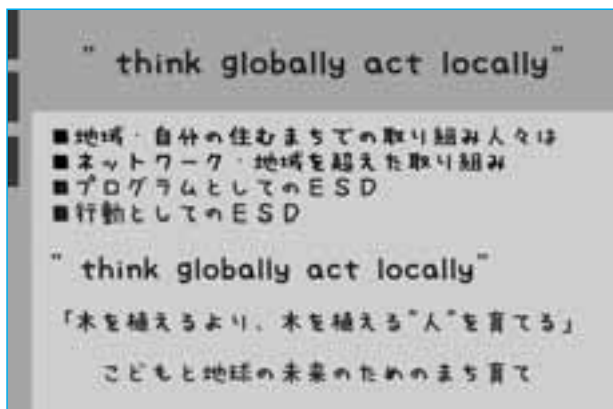 " think globally act locally"
■地域・自分の住むまちでの取り組み人々は
■ネットワーク・地域を超えた取り組み
■プログラムとしてのESD
■行動としてのESD
" think globally act locally"
「木を植えるより、木を植える"人"を育てる」
こどもと地球の未来のためのまち育て